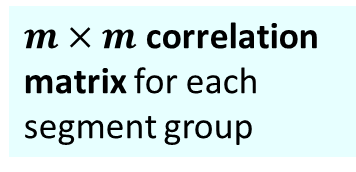 m × m correlation
matrix for each
segment group